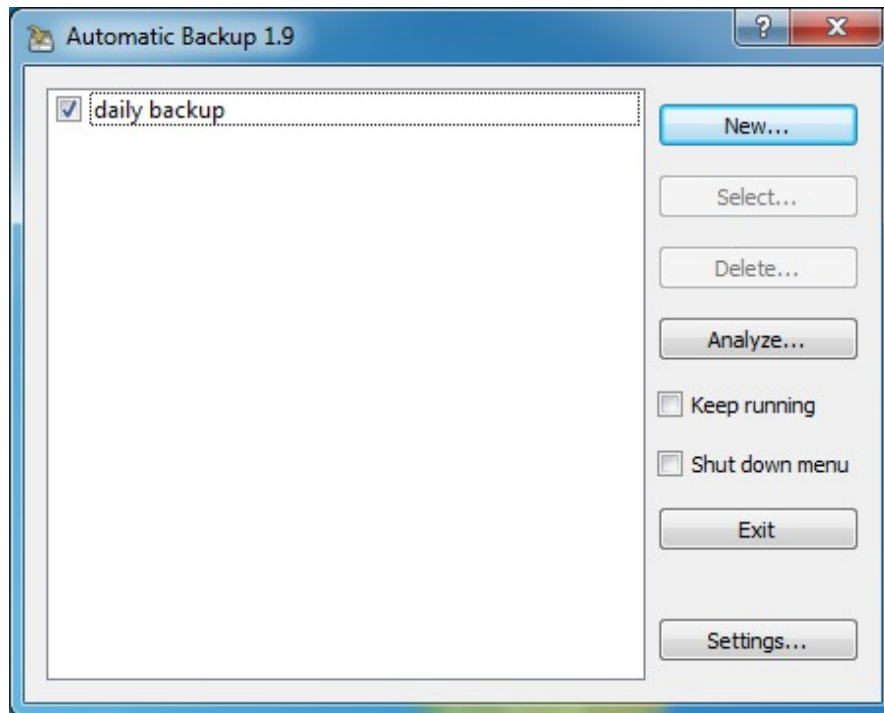 Automatic Backup 1.9
?
daily backup
New...
Select...
Delete...
Analyze...
Keep running
Shut down menu
Exit
Settings...